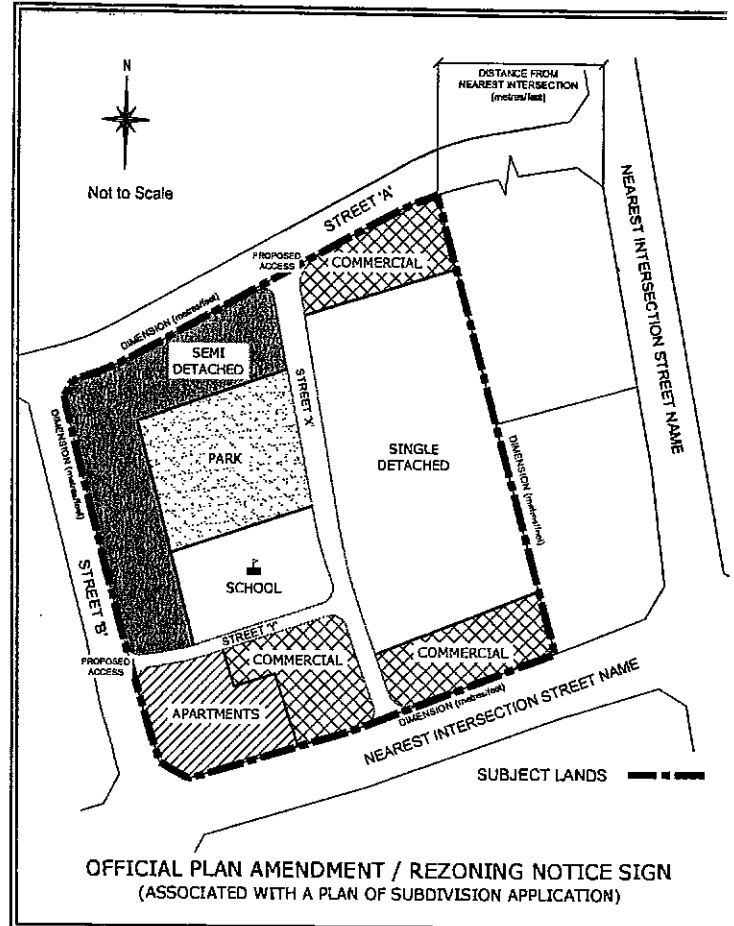 N
Not to Scale
DISTANCE FROM
NEAREST INTERSECTION
(metres/feet)
STREET 'A'
NEAREST INTERSECTION STREET NAME
PROPOSED
ACCESS
COMMERCIAL
DIMENSION (metres/feet)
SEMI
DETACHED
STREET 'X'
DIMENSION (metres/feet)
PARK
SINGLE
DETACHED
DIMENSION (metres/feet)
STREET 'B'
SCHOOL
STREET 'Y'
PROPOSED
ACCESS
COMMERCIAL
COMMERCIAL
APARTMENTS
DIMENSION (metres/feet)
NEAREST INTERSECTION STREET NAME
SUBJECT LANDS
OFFICIAL PLAN AMENDMENT / REZONING NOTICE SIGN
(ASSOCIATED WITH A PLAN OF SUBDIVISION APPLICATION)